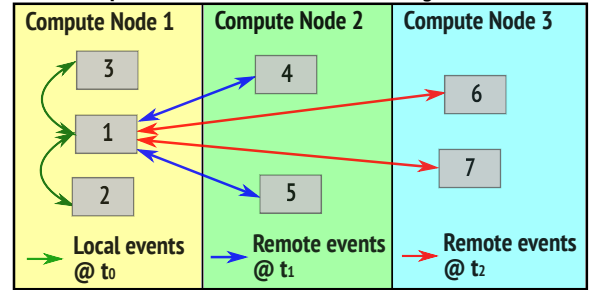 Compute Node 1
Compute Node 2
Compute Node 3
3
4
6
1
7
2
5
Local events
@ t0
Remote events
@ t1
Remote events
@ t2